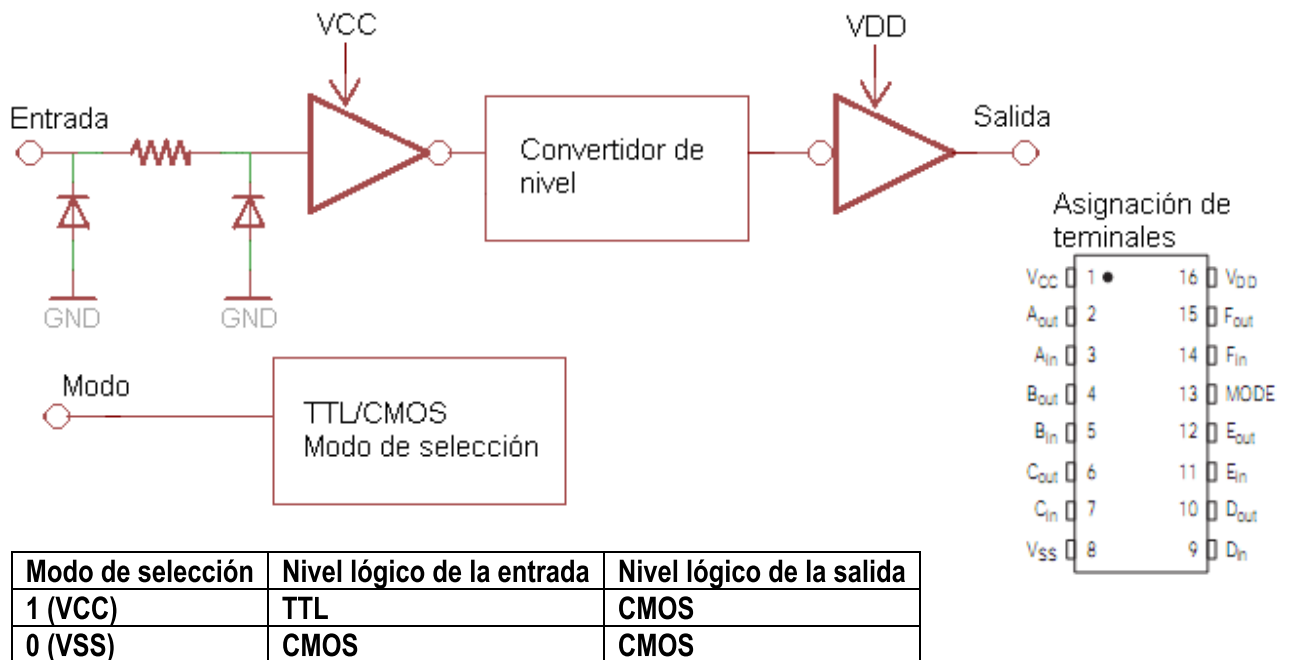 VCC
VDD
Entrada
Salida
Convertidor de
nivel
GND
GND
Asignación de
teminales
VCC 1 16 VDD
Aout 2 15 Fout
Ain 3 14 Fin
Bout 4 13 MODE
Bin 5 12 Eout
Cout 6 11 Ein
Cin 7 10 Dout
VSS 8 9 Din
Modo
TTL/CMOS
Modo de selección
Modo de selección Nivel lógico de la entrada Nivel lógico de la salida
1 (VCC) TTL CMOS
0 (VSS) CMOS CMOS